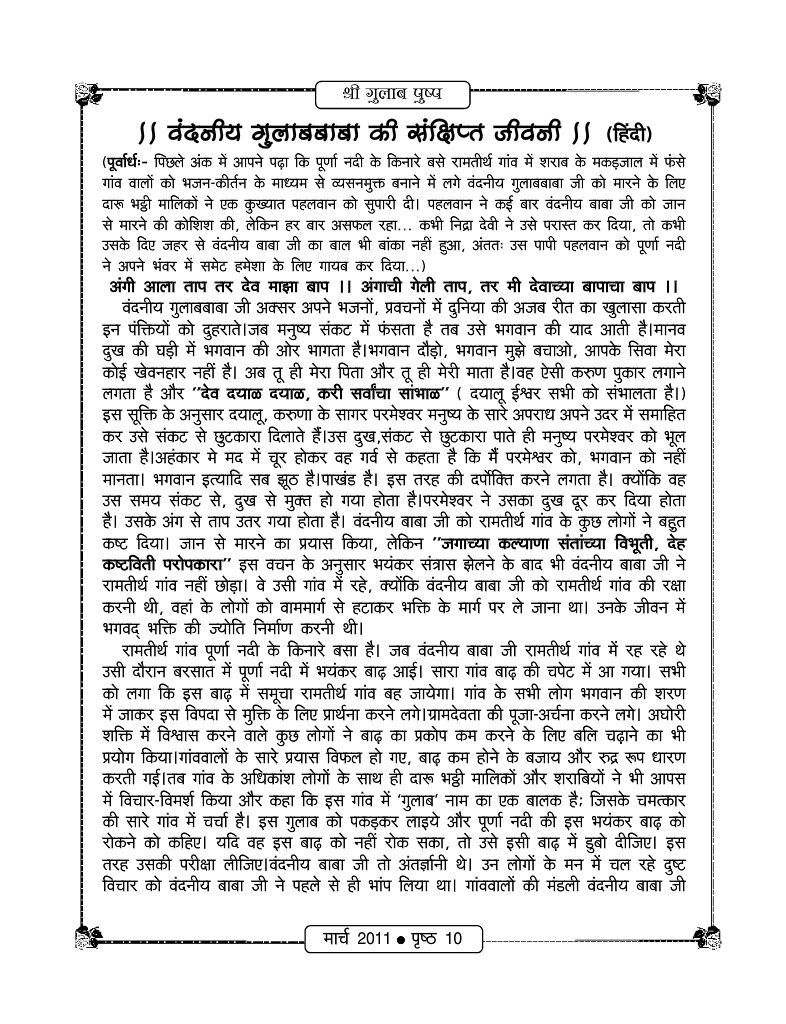 श्री गुलाब पुष्प
।। वंदनीय गुलाबबाबा की संक्षिप्त जीवनी ।। (हिंदी)
(पूर्वार्धः- पिछले अंक में आपने पढ़ा कि पूर्णा नदी के किनारे बसे रामतीर्थ गांव में शराब के मकड़जाल में फंसे
गांव वालों को भजन-कीर्तन के माध्यम से व्यसनमुक्त बनाने में लगे वंदनीय गुलाबबाबा जी को मारने के लिए
दारू भट्ठी मालिकों ने एक कुख्यात पहलवान को सुपारी दी। पहलवान ने कई बार वंदनीय बाबा जी को जान
से मारने की कोशिश की, लेकिन हर बार असफल रहा... कभी निद्रा देवी ने उसे परास्त कर दिया, तो कभी
उसके दिए जहर से वंदनीय बाबा जी का बाल भी बांका नहीं हुआ, अंततः उस पापी पहलवान को पूर्णा नदी
ने अपने भंवर में समेट हमेशा के लिए गायब कर दिया...)
अंगी आला ताप तर देव माझा बाप ।। अंगाची गेली ताप, तर मी देवाच्या बापाचा बाप ।।
वंदनीय गुलाबबाबा जी अक्सर अपने भजनों, प्रवचनों में दुनिया की अजब रीत का खुलासा करती
इन पंक्तियों को दुहराते।जब मनुष्य संकट में फंसता है तब उसे भगवान की याद आती है।मानव
दुख की घड़ी में भगवान की ओर भागता है।भगवान दौड़ो, भगवान मुझे बचाओ, आपके सिवा मेरा
कोई खेवनहार नहीं है। अब तू ही मेरा पिता और तू ही मेरी माता है।वह ऐसी करुण पुकार लगाने
लगता है और ''देव दयाळ दयाळ, करी सर्वांचा सांभाळ'' ( दयालू ईश्वर सभी को संभालता है।)
इस सूक्ति के अनुसार दयालू, करुणा के सागर परमेश्वर मनुष्य के सारे अपराध अपने उदर में समाहित
कर उसे संकट से छुटकारा दिलाते हैं।उस दुख,संकट से छुटकारा पाते ही मनुष्य परमेश्वर को भूल
जाता है।अहंकार मे मद में चूर होकर वह गर्व से कहता है कि मैं परमेश्वर को, भगवान को नहीं
मानता। भगवान इत्यादि सब झूठ है।पाखंड है। इस तरह की दर्पोक्ति करने लगता है। क्योंकि वह
उस समय संकट से, दुख से मुक्त हो गया होता है।परमेश्वर ने उसका दुख दूर कर दिया होता
है। उसके अंग से ताप उतर गया होता है। वंदनीय बाबा जी को रामतीर्थ गांव के कुछ लोगों ने बहुत
कष्ट दिया। जान से मारने का प्रयास किया, लेकिन ''जगाच्या कल्याणा संतांच्या विभूती, देह
कष्टविती परोपकारा'' इस वचन के अनुसार भयंकर संत्रास झेलने के बाद भी वंदनीय बाबा जी ने
रामतीर्थ गांव नहीं छोड़ा। वे उसी गांव में रहे, क्योंकि वंदनीय बाबा जी को रामतीर्थ गांव की रक्षा
करनी थी, वहां के लोगों को वाममार्ग से हटाकर भक्ति के मार्ग पर ले जाना था। उनके जीवन में
भगवद् भक्ति की ज्योति निर्माण करनी थी।
रामतीर्थ गांव पूर्णा नदी के किनारे बसा है। जब वंदनीय बाबा जी रामतीर्थ गांव में रह रहे थे
उसी दौरान बरसात में पूर्णा नदी में भयंकर बाढ़ आई। सारा गांव बाढ़ की चपेट में आ गया। सभी
को लगा कि इस बाढ़ में समूचा रामतीर्थ गांव बह जायेगा। गांव के सभी लोग भगवान की शरण
में जाकर इस विपदा से मुक्ति के लिए प्रार्थना करने लगे।ग्रामदेवता की पूजा-अर्चना करने लगे। अघोरी
शक्ति में विश्वास करने वाले कुछ लोगों ने बाढ़ का प्रकोप कम करने के लिए बलि चढ़ाने का भी
प्रयोग किया।गांववालों के सारे प्रयास विफल हो गए, बाढ़ कम होने के बजाय और रुद्र रूप धारण
करती गई।तब गांव के अधिकांश लोगों के साथ ही दारू भट्ठी मालिकों और शराबियों ने भी आपस
में विचार-विमर्श किया और कहा कि इस गांव में 'गुलाब' नाम का एक बालक है; जिसके चमत्कार
की सारे गांव में चर्चा है। इस गुलाब को पकड़कर लाइये और पूर्णा नदी की इस भयंकर बाढ़ को
रोकने को कहिए। यदि वह इस बाढ़ को नहीं रोक सका, तो उसे इसी बाढ़ में डुबो दीजिए। इस
तरह उसकी परीक्षा लीजिए।वंदनीय बाबा जी तो अंतर्ज्ञानी थे। उन लोगों के मन में चल रहे दुष्ट
विचार को वंदनीय बाबा जी ने पहले से ही भांप लिया था। गांववालों की मंडली वंदनीय बाबा जी
मार्च 2011 ● पृष्ठ 10